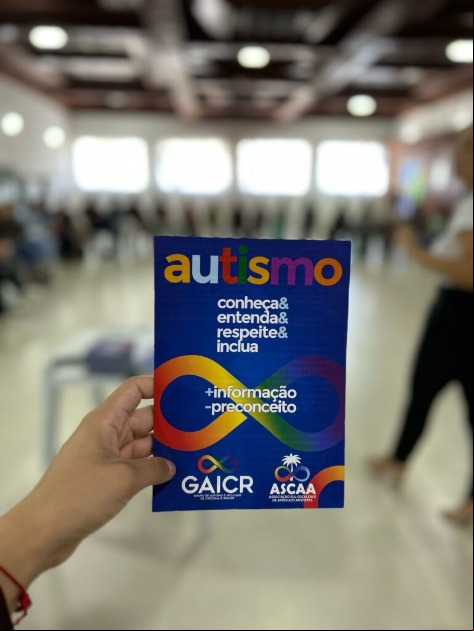 autismo
conheça&
entenda&
respeite&
inclua
+informação
-preconceito
GAICR
ASCAA